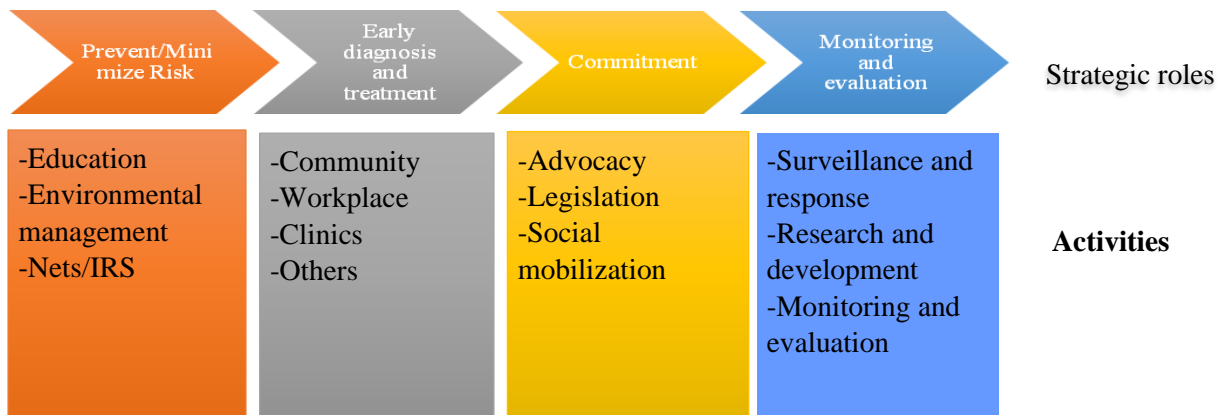 Prevent/Mini
mize Risk
Early
diagnosis
and
treatment
Commitment
Monitoring
and
evaluation
Strategic roles
-Education
-Environmental
management
-Nets/IRS
-Community
-Workplace
-Clinics
-Others
-Advocacy
-Legislation
-Social
mobilization
-Surveillance and
response
-Research and
development
-Monitoring and
evaluation
Activities